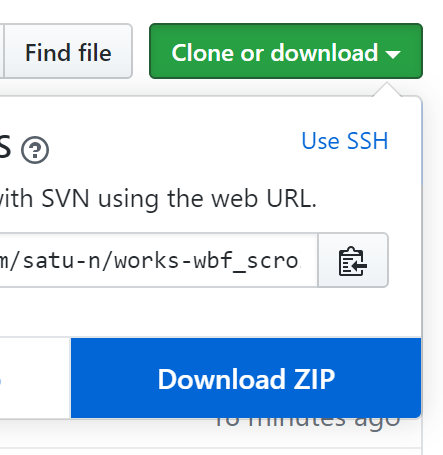 Find file
Clone or download
S
Use SSH
with SVN using the web URL.
m/satu-n/works-wbf_scro
Download ZIP
18 minutes ago